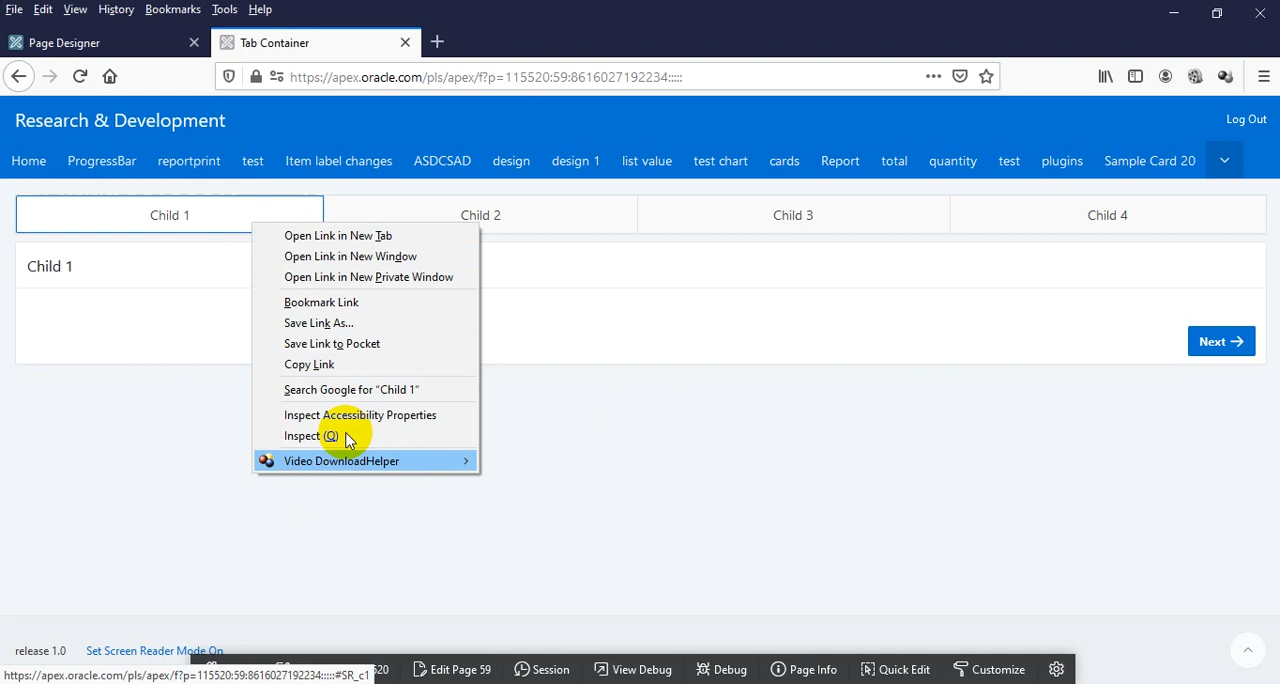 File Edit View History Bookmarks Tools Help
Page Designer
Tab Container
https://apex.oracle.com/pls/apex/f?p=115520:59:8616027192234:::::
Research & Development
Log Out
Home ProgressBar reportprint test Item label changes ASDCSAD design design 1 list value test chart cards Report total quantity test plugins Sample Card 20
Child 1 Child 2 Child 3 Child 4
Child 1
Next
Open Link in New Tab
Open Link in New Window
Open Link in New Private Window
Bookmark Link
Save Link As...
Save Link to Pocket
Copy Link
Search Google for "Child 1"
Inspect Accessibility Properties
Inspect (Q)
Video DownloadHelper
release 1.0 Set Screen Reader Mode On
20 Edit Page 59 Session View Debug Debug Page Info Quick Edit Customize
https://apex.oracle.com/pls/apex/f?p=115520:59:8616027192234:::::#SR_c1